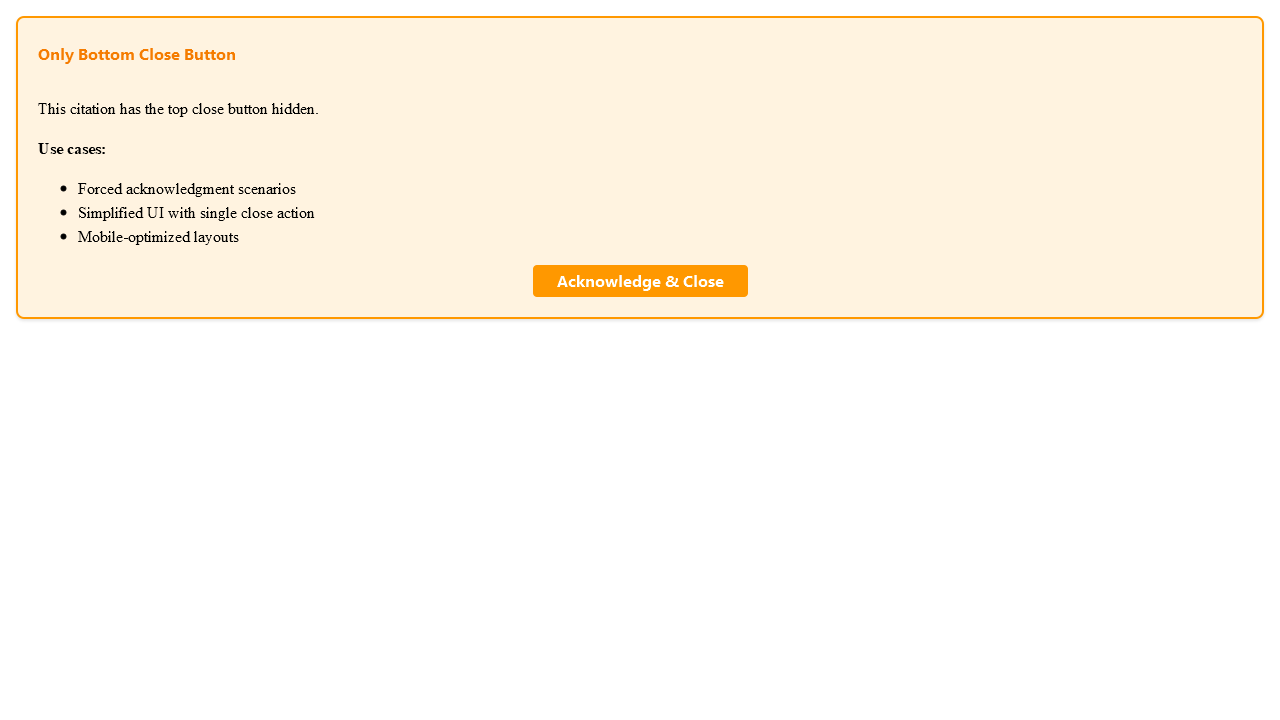 Only Bottom Close Button
This citation has the top close button hidden.
Use cases:
Forced acknowledgment scenarios
Simplified UI with single close action
Mobile-optimized layouts
Acknowledge & Close